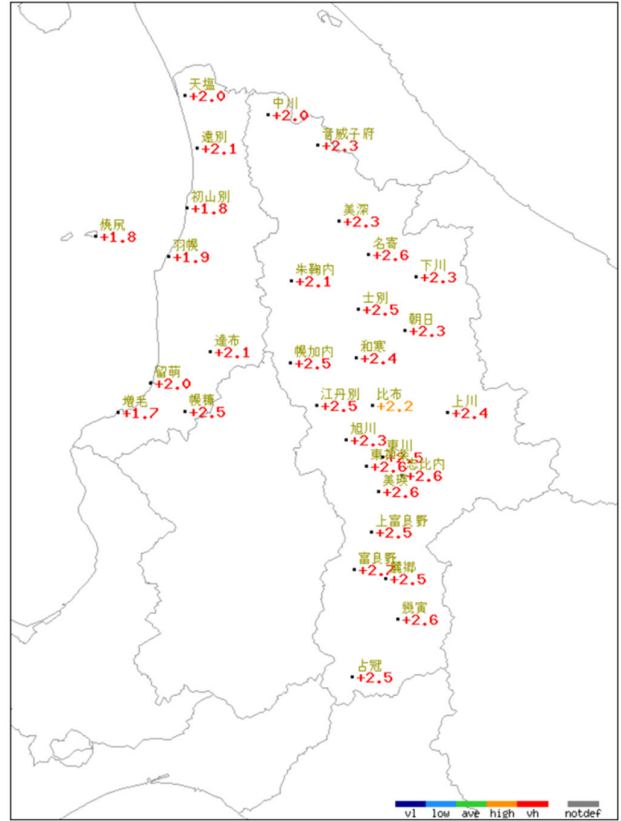 天塩
+2.0
中川
+2.0
音威子府
+2.3
遠別
+2.1
初山別
+1.8
美深
+2.3
焼尻
+1.8
羽幌
+1.9
名寄
+2.6
下川
+2.3
朱鞠内
+2.1
士別
+2.5
朝日
+2.3
達布
+2.1
幌加内
+2.5
和寒
+2.4
留萌
+2.0
増毛
+1.7
幌糠
+2.5
江丹別
+2.5
比布
+2.2
上川
+2.4
旭川
+2.3
東川
+2.5
+2.6
志比内
+2.6
美瑛
+2.6
上富良野
+2.5
富良野
+2.7
麓郷
+2.5
幾寅
+2.6
占冠
+2.5
vl low ave high vh notdef